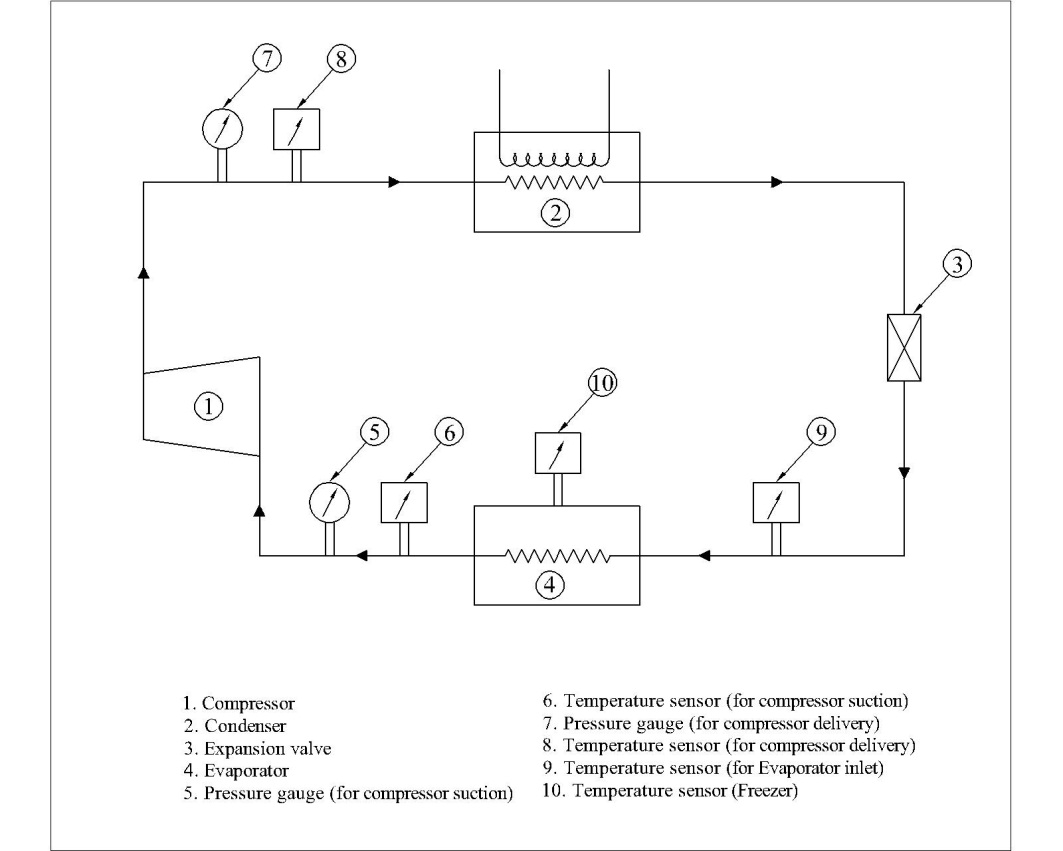 7
8
2
3
10
1
5
6
9
4
1. Compressor
2. Condenser
3. Expansion valve
4. Evaporator
5. Pressure gauge (for compressor suction)
6. Temperature sensor (for compressor suction)
7. Pressure gauge (for compressor delivery)
8. Temperature sensor (for compressor delivery)
9. Temperature sensor (for Evaporator inlet)
10. Temperature sensor (Freezer)